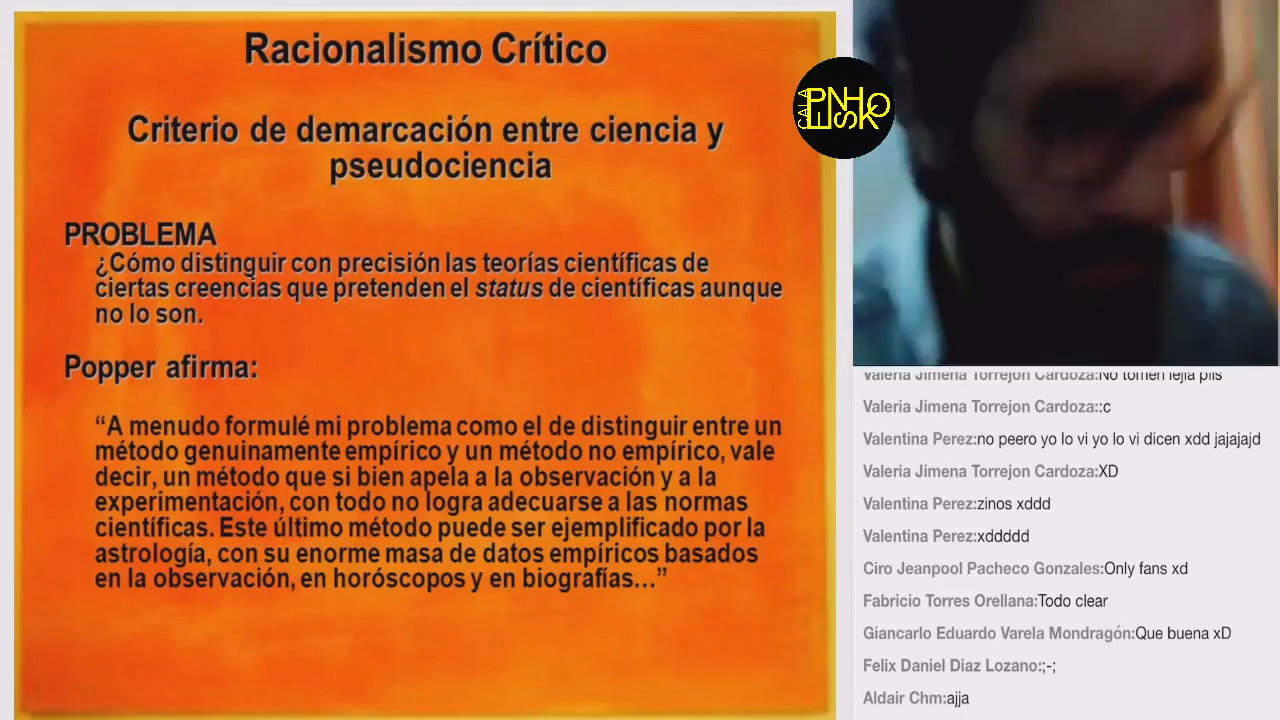 Racionalismo Crítico
Criterio de demarcación entre ciencia y
pseudociencia
PROBLEMA
¿Cómo distinguir con precisión las teorías científicas de
ciertas creencias que pretenden el status de científicas aunque
no lo son.
Popper afirma:
“A menudo formulé mi problema como el de distinguir entre un
método genuinamente empírico y un método no empírico, vale
decir, un método que si bien apela a la observación y a la
experimentación, con todo no logra adecuarse a las normas
científicas. Este último método puede ser ejemplificado por la
astrología, con su enorme masa de datos empíricos basados
en la observación, en horóscopos y en biografías…”
Valeria Jimena Torrejon Cardoza:No tomen lejia plis
Valeria Jimena Torrejon Cardoza::c
Valentina Perez:no peero yo lo vi yo lo vi dicen xdd jajajajd
Valeria Jimena Torrejon Cardoza:XD
Valentina Perez:zinos xddd
Valentina Perez:xddddd
Ciro Jeanpool Pacheco Gonzales:Only fans xd
Fabricio Torres Orellana:Todo clear
Giancarlo Eduardo Varela Mondragón:Que buena xD
Felix Daniel Diaz Lozano:;-;
Aldair Chm:ajja